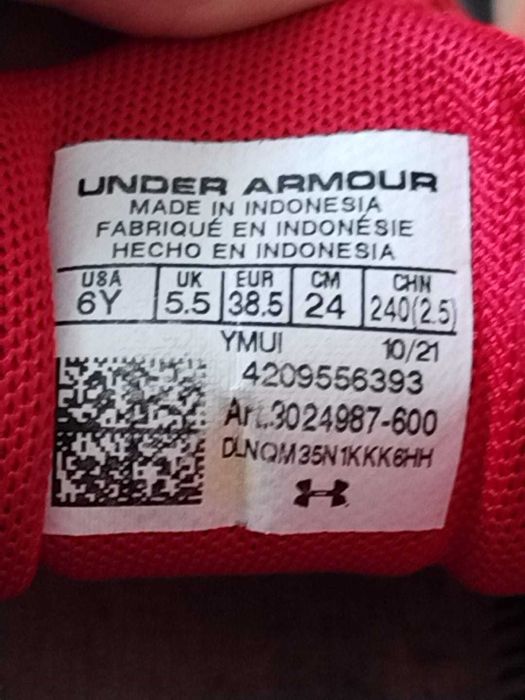 UNDER ARMOUR
MADE IN INDONESIA
FABRIQUÉ EN INDONÉSIE
HECHO EN INDONESIA
USA UK EUR CM CHN
6Y 5.5 38.5 24 240(2.5)
YMUI 10/21
4209556393
Art.3024987-600
DLNQM35N1KKK6HH